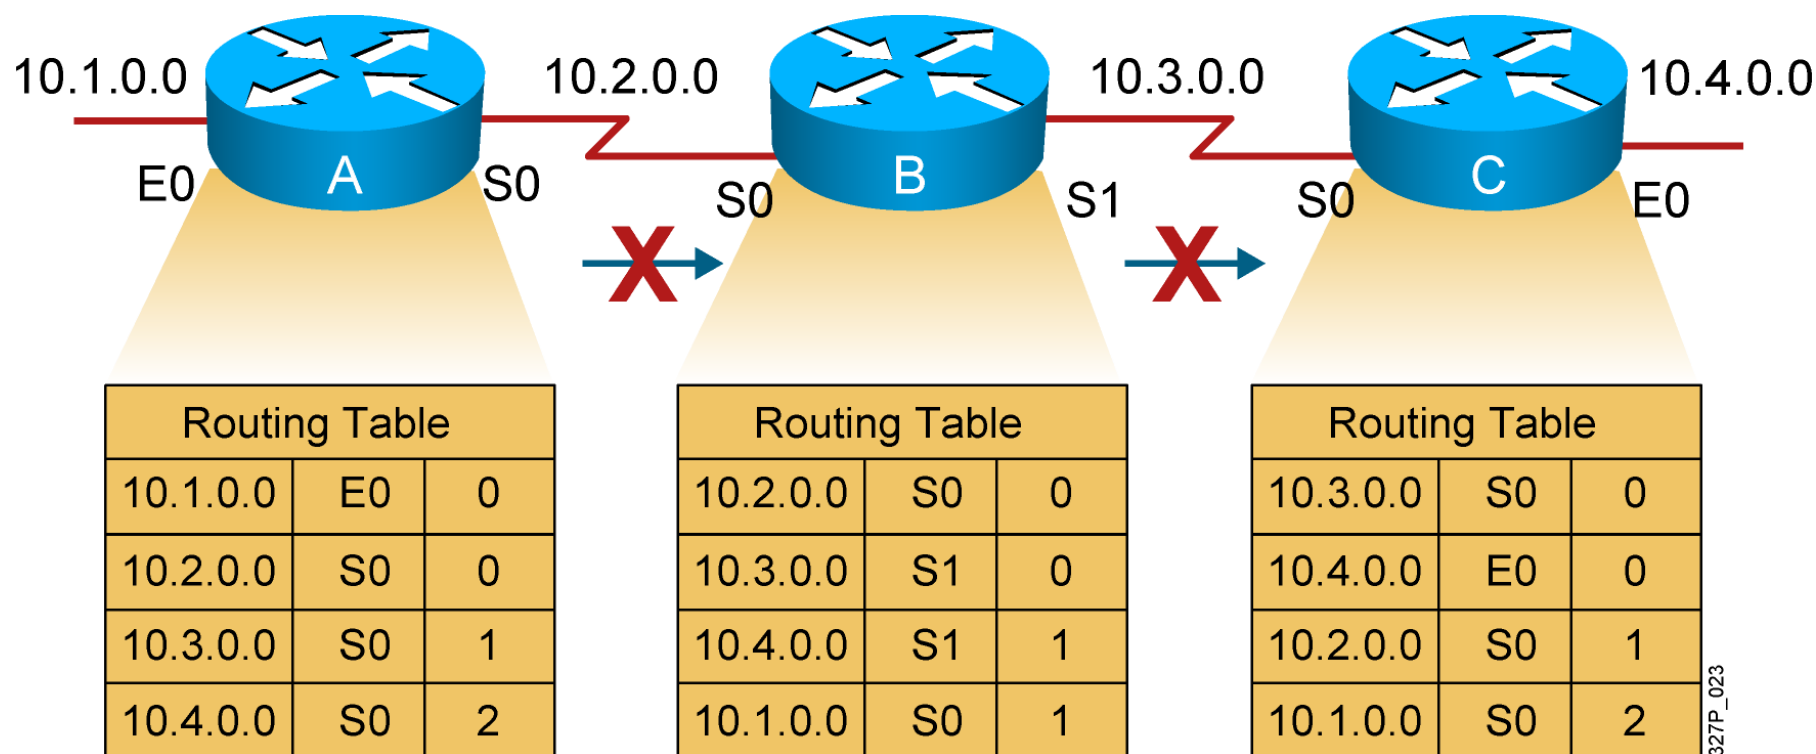 10.1.0.0
10.2.0.0
10.3.0.0
10.4.0.0
A
B
C
E0
S0
S0
S1
S0
E0
X
X
Routing Table
10.1.0.0 E0 0
10.2.0.0 S0 0
10.3.0.0 S0 1
10.4.0.0 S0 2
Routing Table
10.2.0.0 S0 0
10.3.0.0 S1 0
10.4.0.0 S1 1
10.1.0.0 S0 1
Routing Table
10.3.0.0 S0 0
10.4.0.0 E0 0
10.2.0.0 S0 1
10.1.0.0 S0 2
327P_023